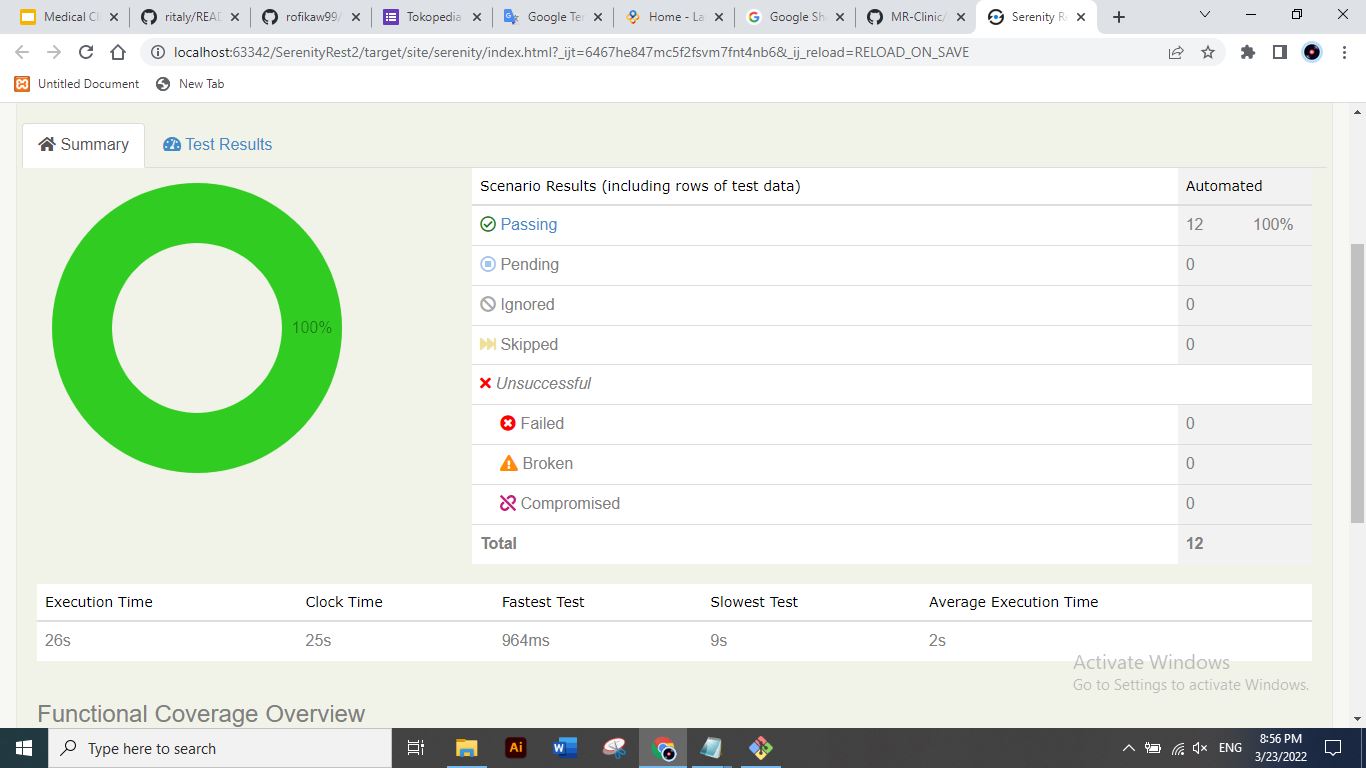 Medical Cl
ritaly/READ
rofikaw99/
Tokopedia
Google Ter
Home - La
Google Sha
MR-Clinic/
Serenity Re
localhost:63342/SerenityRest2/target/site/serenity/index.html?_ijt=6467he847mc5f2fsvm7fnt4nb6&_ij_reload=RELOAD_ON_SAVE
Untitled Document
New Tab
Summary
Test Results
100%
Scenario Results (including rows of test data) Automated
Passing 12 100%
Pending 0
Ignored 0
Skipped 0
Unsuccessful
Failed 0
Broken 0
Compromised 0
Total 12
Execution Time Clock Time Fastest Test Slowest Test Average Execution Time
26s 25s 964ms 9s 2s
Activate Windows
Go to Settings to activate Windows.
Functional Coverage Overview
Type here to search
Ai
ENG
8:56 PM
3/23/2022